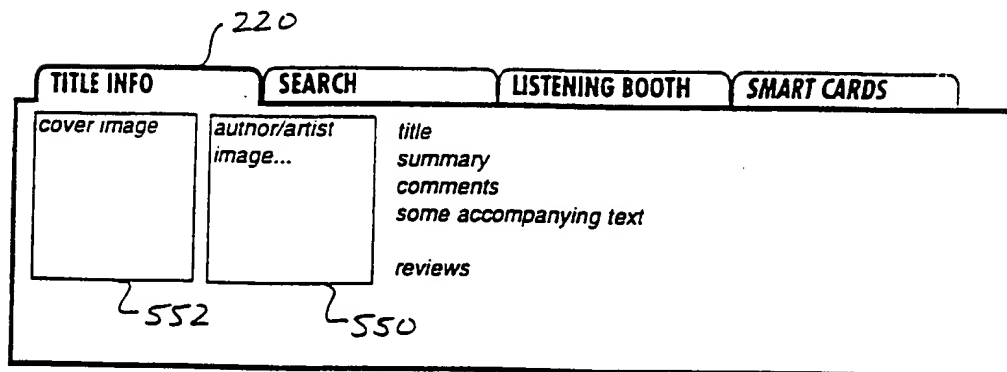 220
TITLE INFO SEARCH LISTENING BOOTH SMART CARDS
cover image autnor/artist title
image... summary
comments
some accompanying text
reviews
552 550